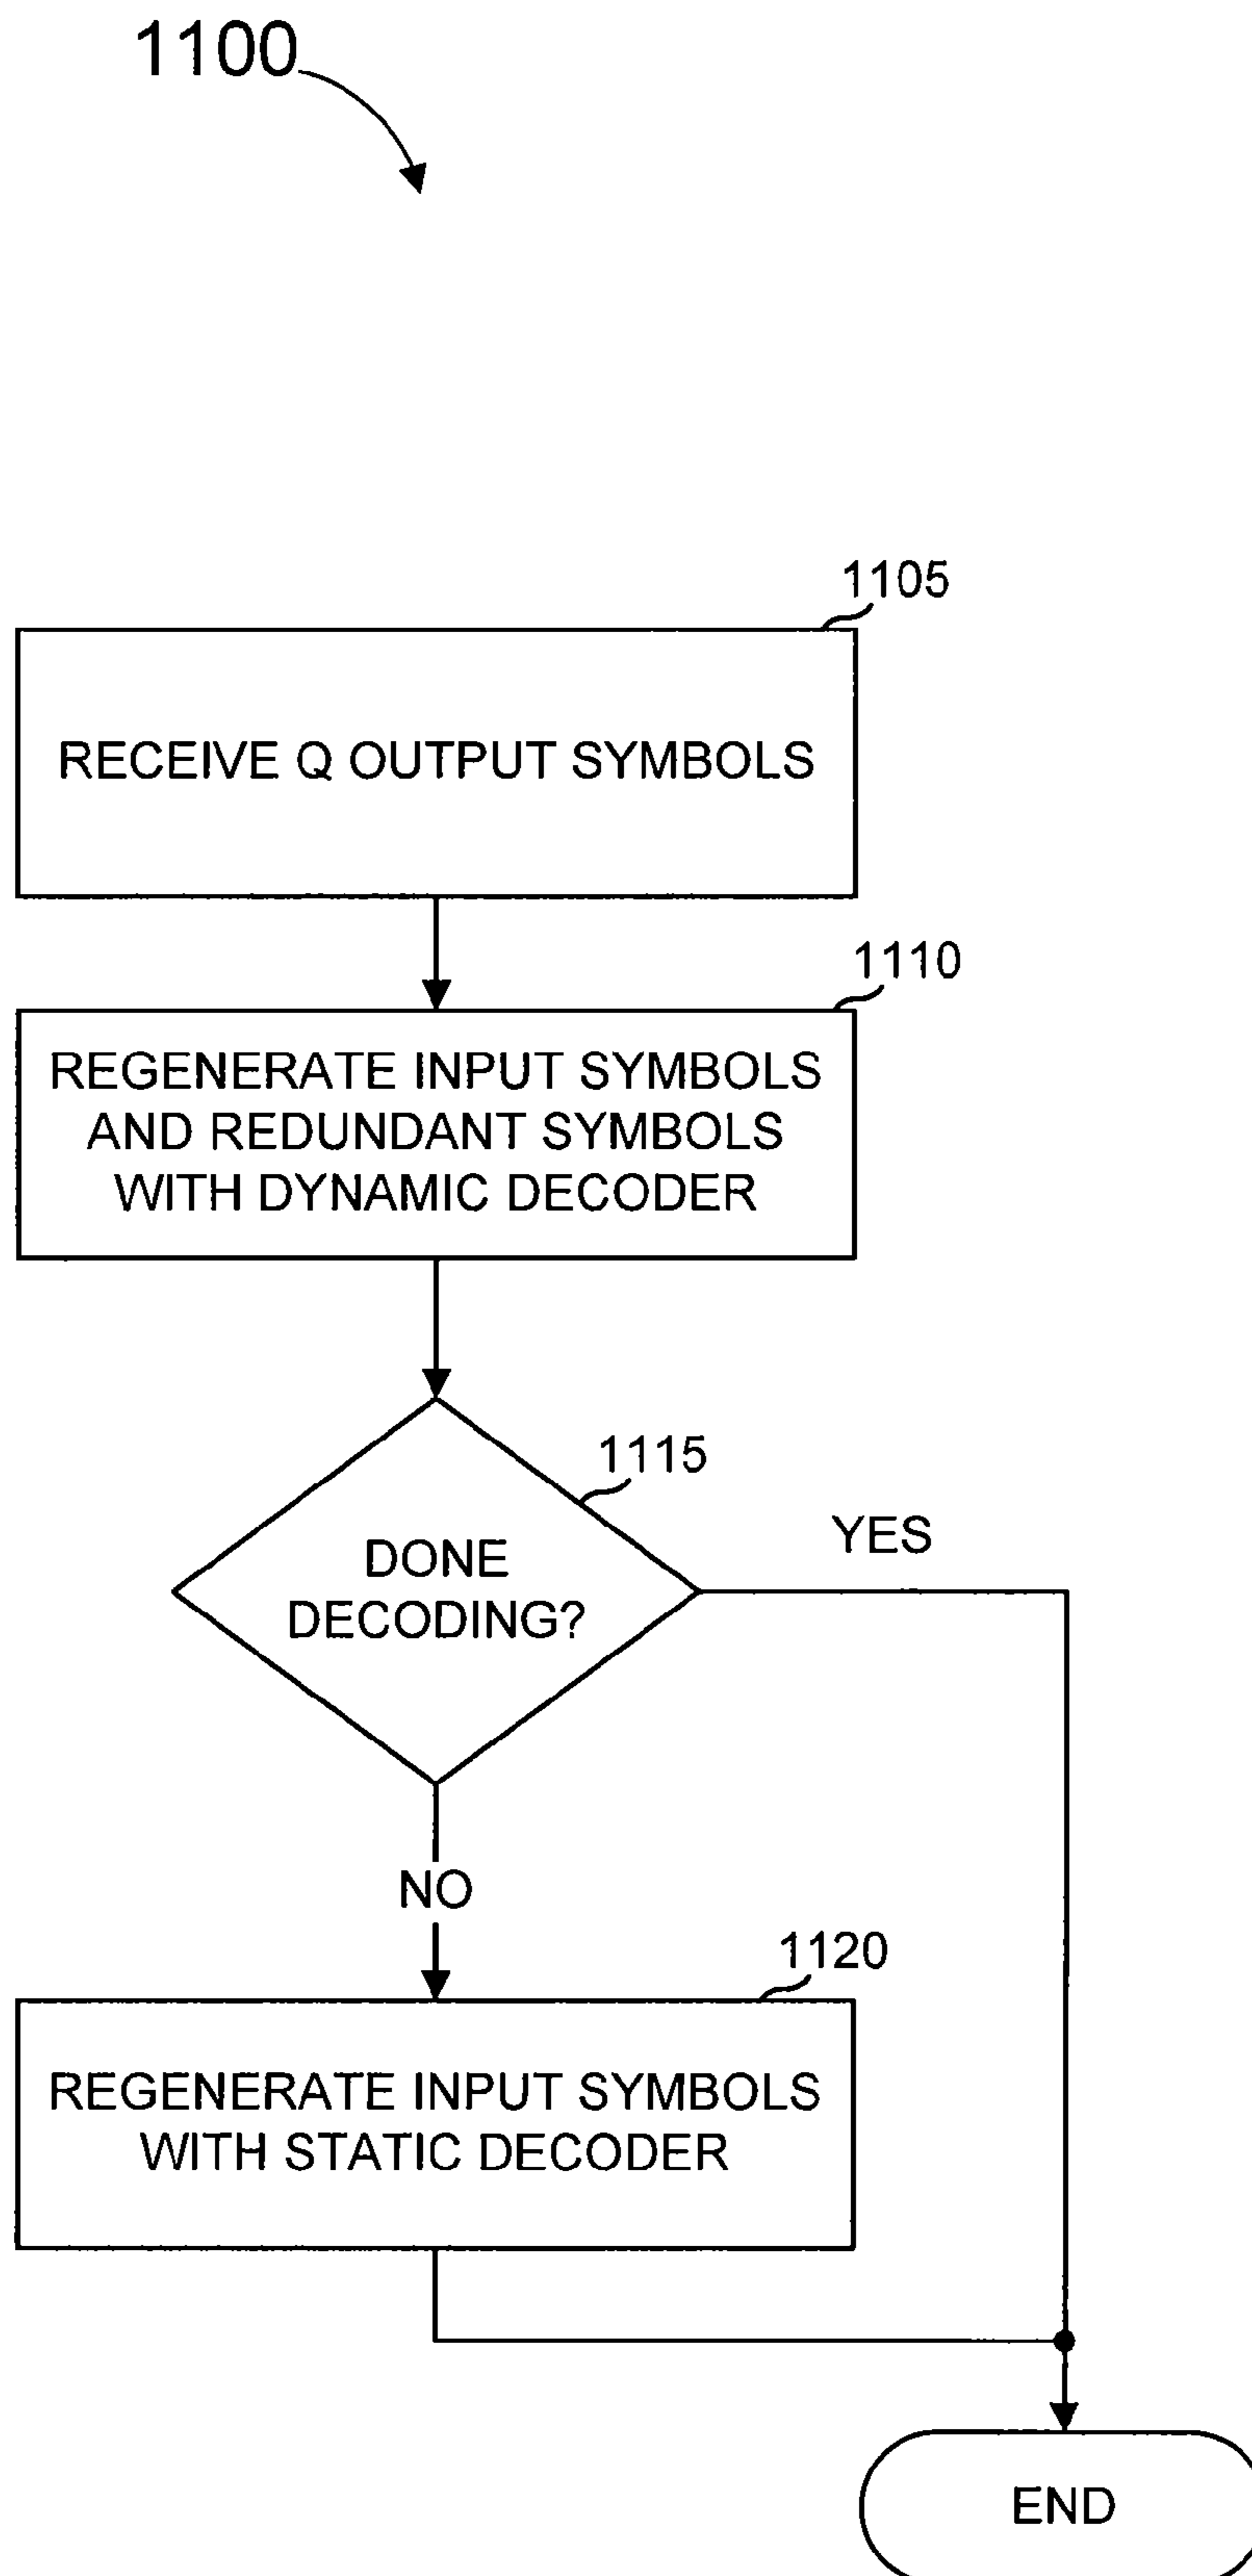 1100
1105
RECEIVE Q OUTPUT SYMBOLS
1110
REGENERATE INPUT SYMBOLS
AND REDUNDANT SYMBOLS
WITH DYNAMIC DECODER
1115
YES
DONE
DECODING?
NO
1120
REGENERATE INPUT SYMBOLS
WITH STATIC DECODER
END